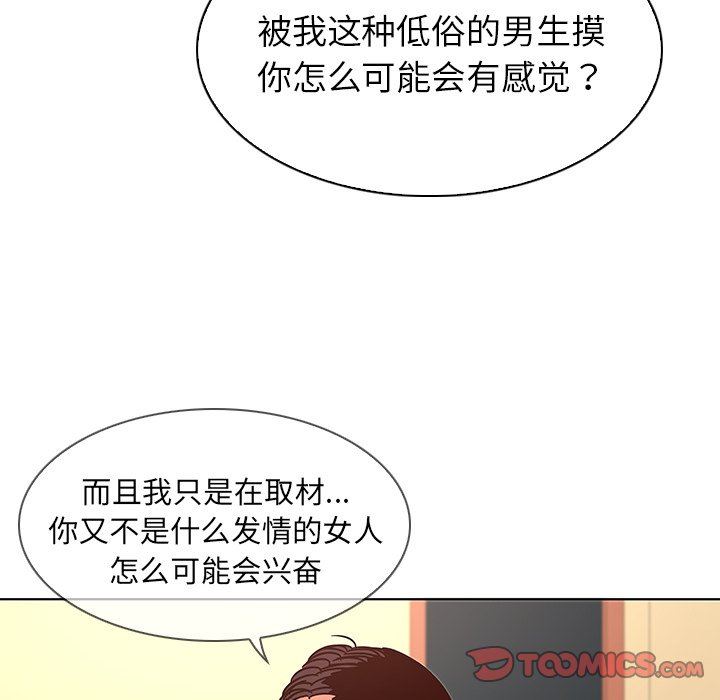 被我这种低俗的男生摸
你怎么可能会有感觉？
而且我只是在取材...
你又不是什么发情的女人
怎么可能会兴奋
TOOMICS.COM